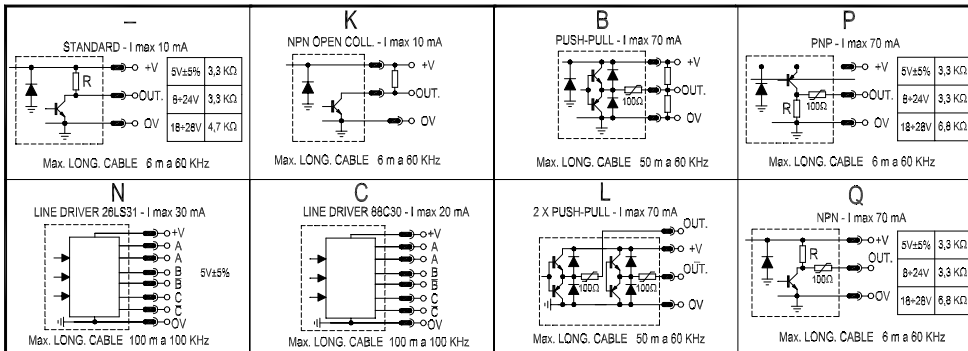 –
STANDARD - I max 10 mA
+V
R
OUT.
0V
5V±5% 3,3 KΩ
8÷24V 3,3 KΩ
18÷28V 4,7 KΩ
Max. LONG. CABLE 6 m a 60 KHz
K
NPN OPEN COLL. - I max 10 mA
+V
OUT.
0V
Max. LONG. CABLE 6 m a 60 KHz
B
PUSH-PULL - I max 70 mA
+V
OUT.
100Ω
0V
Max. LONG. CABLE 50 m a 60 KHz
P
PNP - I max 70 mA
+V
OUT.
R
100Ω
0V
5V±5% 3,3 KΩ
8÷24V 3,3 KΩ
18÷28V 6,8 KΩ
Max. LONG. CABLE 6 m a 60 KHz
N
LINE DRIVER 26LS31 - I max 30 mA
+V
A
A
B
B̅
C
C̅
0V
5V±5%
Max. LONG. CABLE 100 m a 100 KHz
C
LINE DRIVER 88C30 - I max 20 mA
+V
A
A
B
B̅
C
C̅
0V
Max. LONG. CABLE 100 m a 100 KHz
L
2 X PUSH-PULL - I max 70 mA
OUT.
+V
OUT.
100Ω
100Ω
0V
Max. LONG. CABLE 50 m a 60 KHz
Q
NPN - I max 70 mA
+V
R
OUT.
100Ω
0V
5V±5% 3,3 KΩ
8÷24V 3,3 KΩ
18÷28V 6,8 KΩ
Max. LONG. CABLE 6 m a 60 KHz